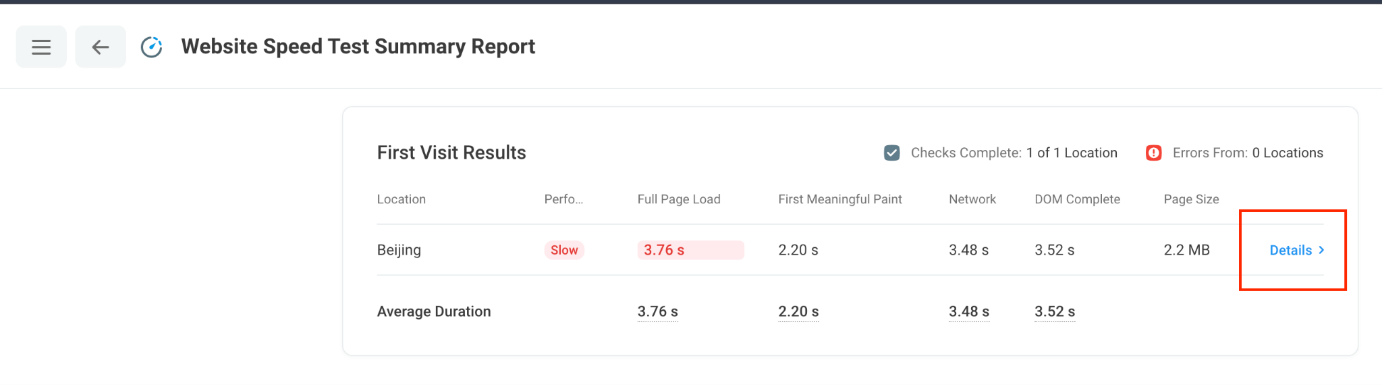 Website Speed Test Summary Report
First Visit Results Checks Complete: 1 of 1 Location Errors From: 0 Locations
Location Perfo... Full Page Load First Meaningful Paint Network DOM Complete Page Size
Beijing Slow 3.76 s 2.20 s 3.48 s 3.52 s 2.2 MB Details >
Average Duration 3.76 s 2.20 s 3.48 s 3.52 s